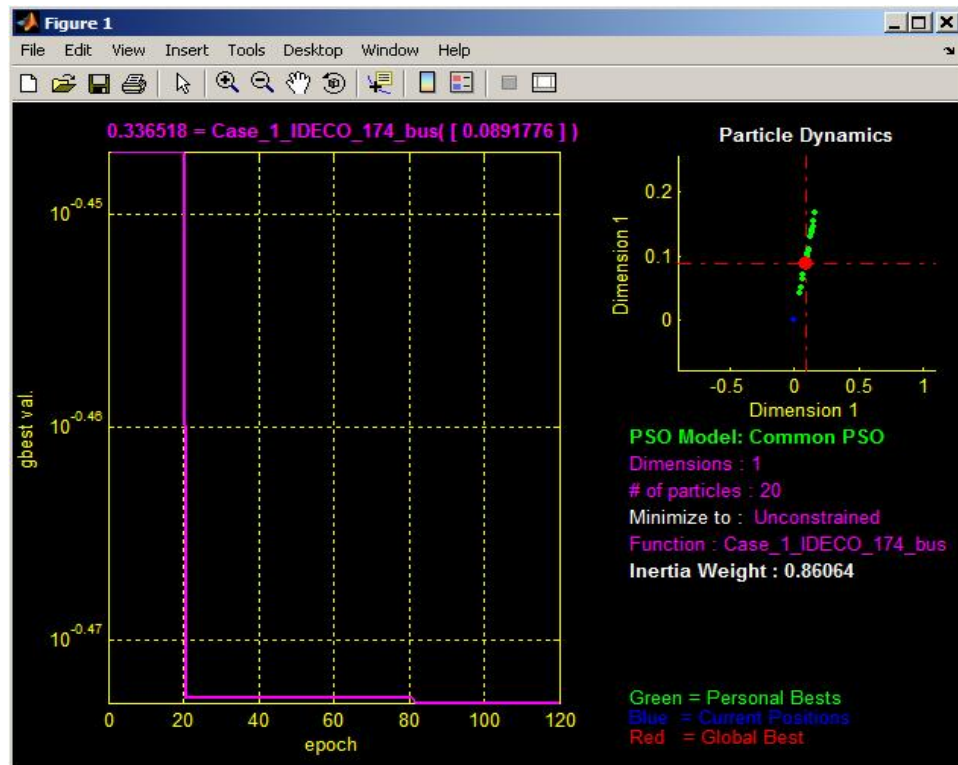 Figure 1
File Edit View Insert Tools Desktop Window Help
0.336518 = Case_1_IDECO_174_bus( [ 0.0891776 ] )
10^-0.45
10^-0.46
10^-0.47
gbest val.
0 20 40 60 80 100 120
epoch
Particle Dynamics
0.2
0.1
0
Dimension 1
-0.5 0 0.5 1
Dimension 1
PSO Model: Common PSO
Dimensions : 1
# of particles : 20
Minimize to : Unconstrained
Function : Case_1_IDECO_174_bus
Inertia Weight : 0.86064
Green = Personal Bests
Blue = Current Positions
Red = Global Best